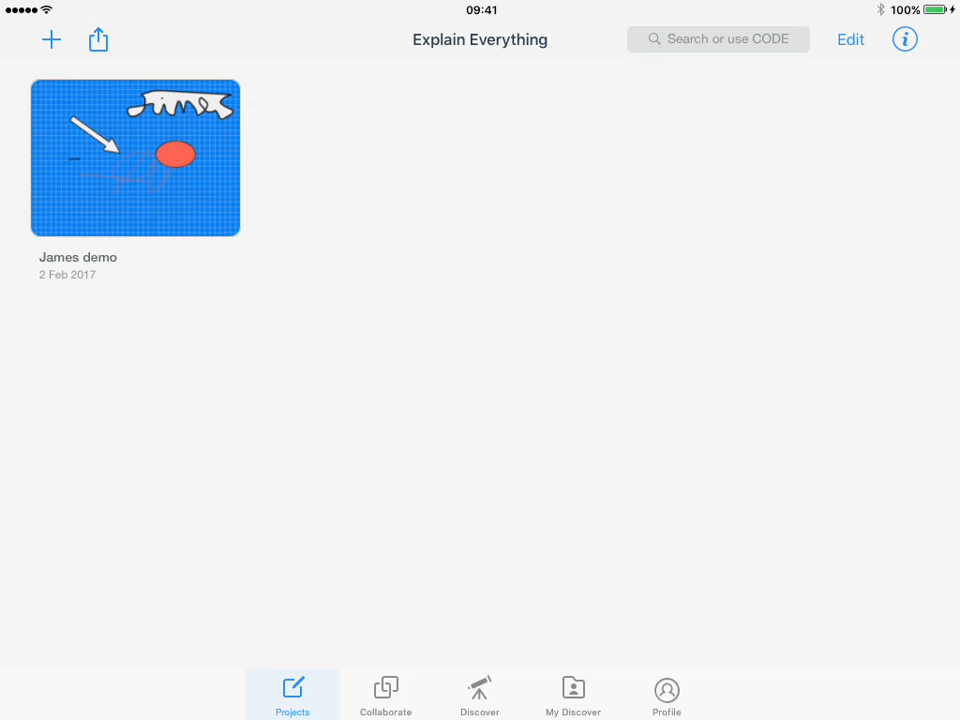 09:41
100%
Explain Everything
Search or use CODE
Edit
James demo
2 Feb 2017
Projects
Collaborate
Discover
My Discover
Profile